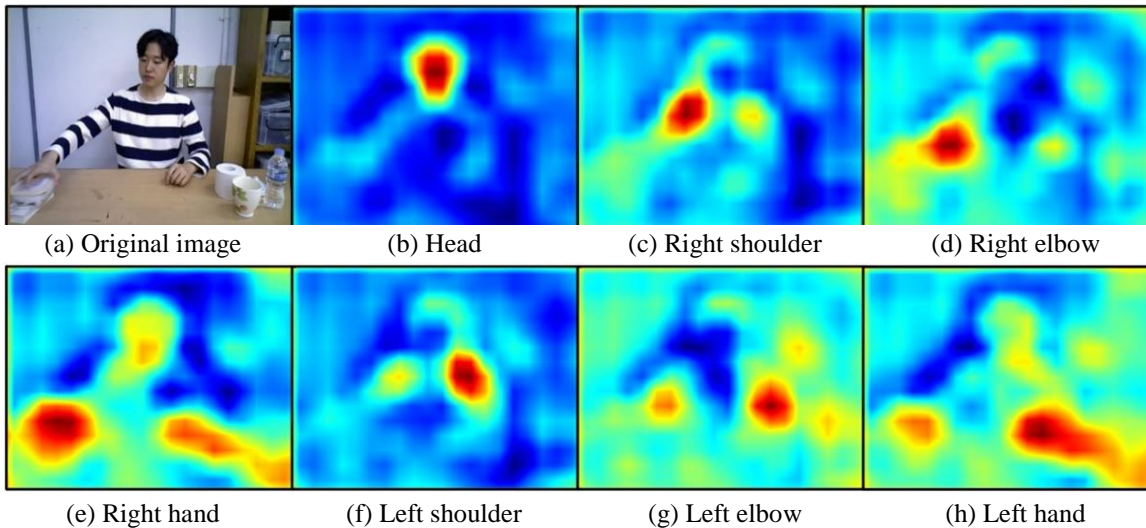 (a) Original image
(b) Head
(c) Right shoulder
(d) Right elbow
(e) Right hand
(f) Left shoulder
(g) Left elbow
(h) Left hand